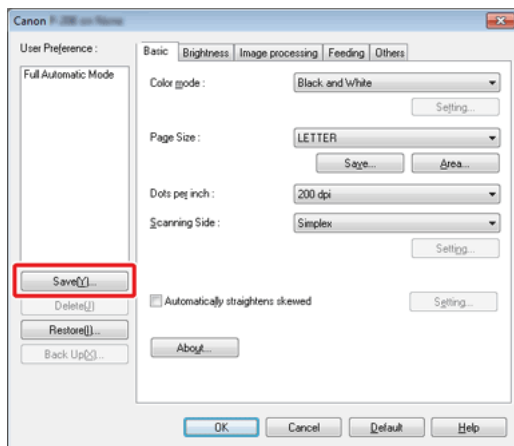 Canon
User Preference :
Full Automatic Mode
Save(Y)...
Delete(J)
Restore(I)...
Back Up(X)...
Basic Brightness Image processing Feeding Others
Color mode : Black and White
Setting...
Page Size : LETTER
Save... Area...
Dots per inch : 200 dpi
Scanning Side : Simplex
Setting...
Automatically straightens skewed Setting...
About...
OK Cancel Default Help